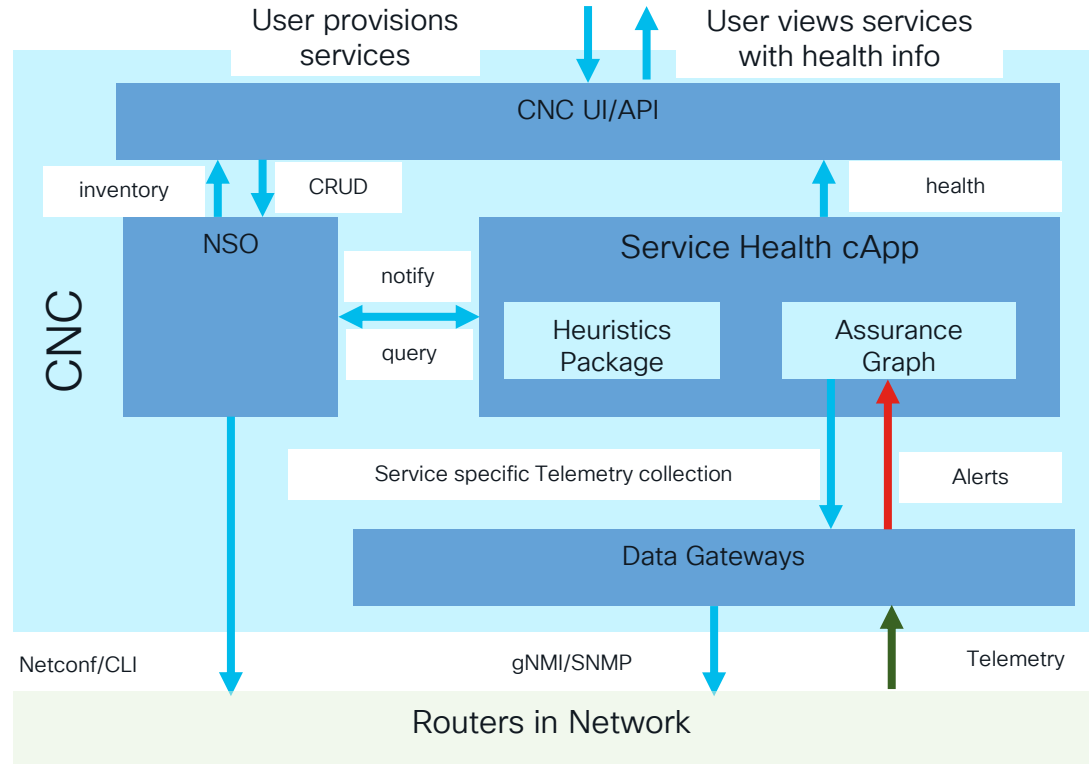 User provisions
services
User views services
with health info
CNC UI/API
inventory
CRUD
health
NSO
Service Health cApp
notify
query
Heuristics
Package
Assurance
Graph
CNC
Service specific Telemetry collection
Alerts
Data Gateways
Netconf/CLI
gNMI/SNMP
Telemetry
Routers in Network